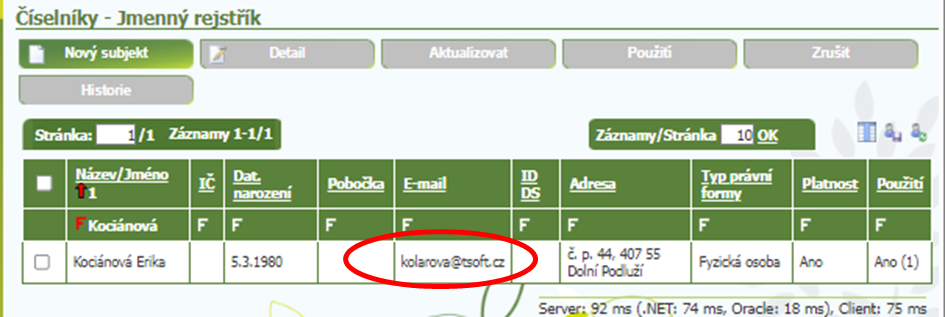 Číselníky - Jmenný rejstřík
Nový subjekt Detail Aktualizovat Použití Zrušit
Historie
Stránka: 1 /1 Záznamy 1-1/1 Záznamy/Stránka 10 OK
Název/Jméno 1 IČ Dat. narození Pobočka E-mail ID DS Adresa Typ právní formy Platnost Použití
F Kociánová F F F F F F F F F
Kociánová Erika 5.3.1980 kolarova@tsoft.cz č. p. 44, 407 55 Dolní Podluží Fyzická osoba Ano Ano (1)
Server: 92 ms (.NET: 74 ms, Oracle: 18 ms), Client: 75 ms